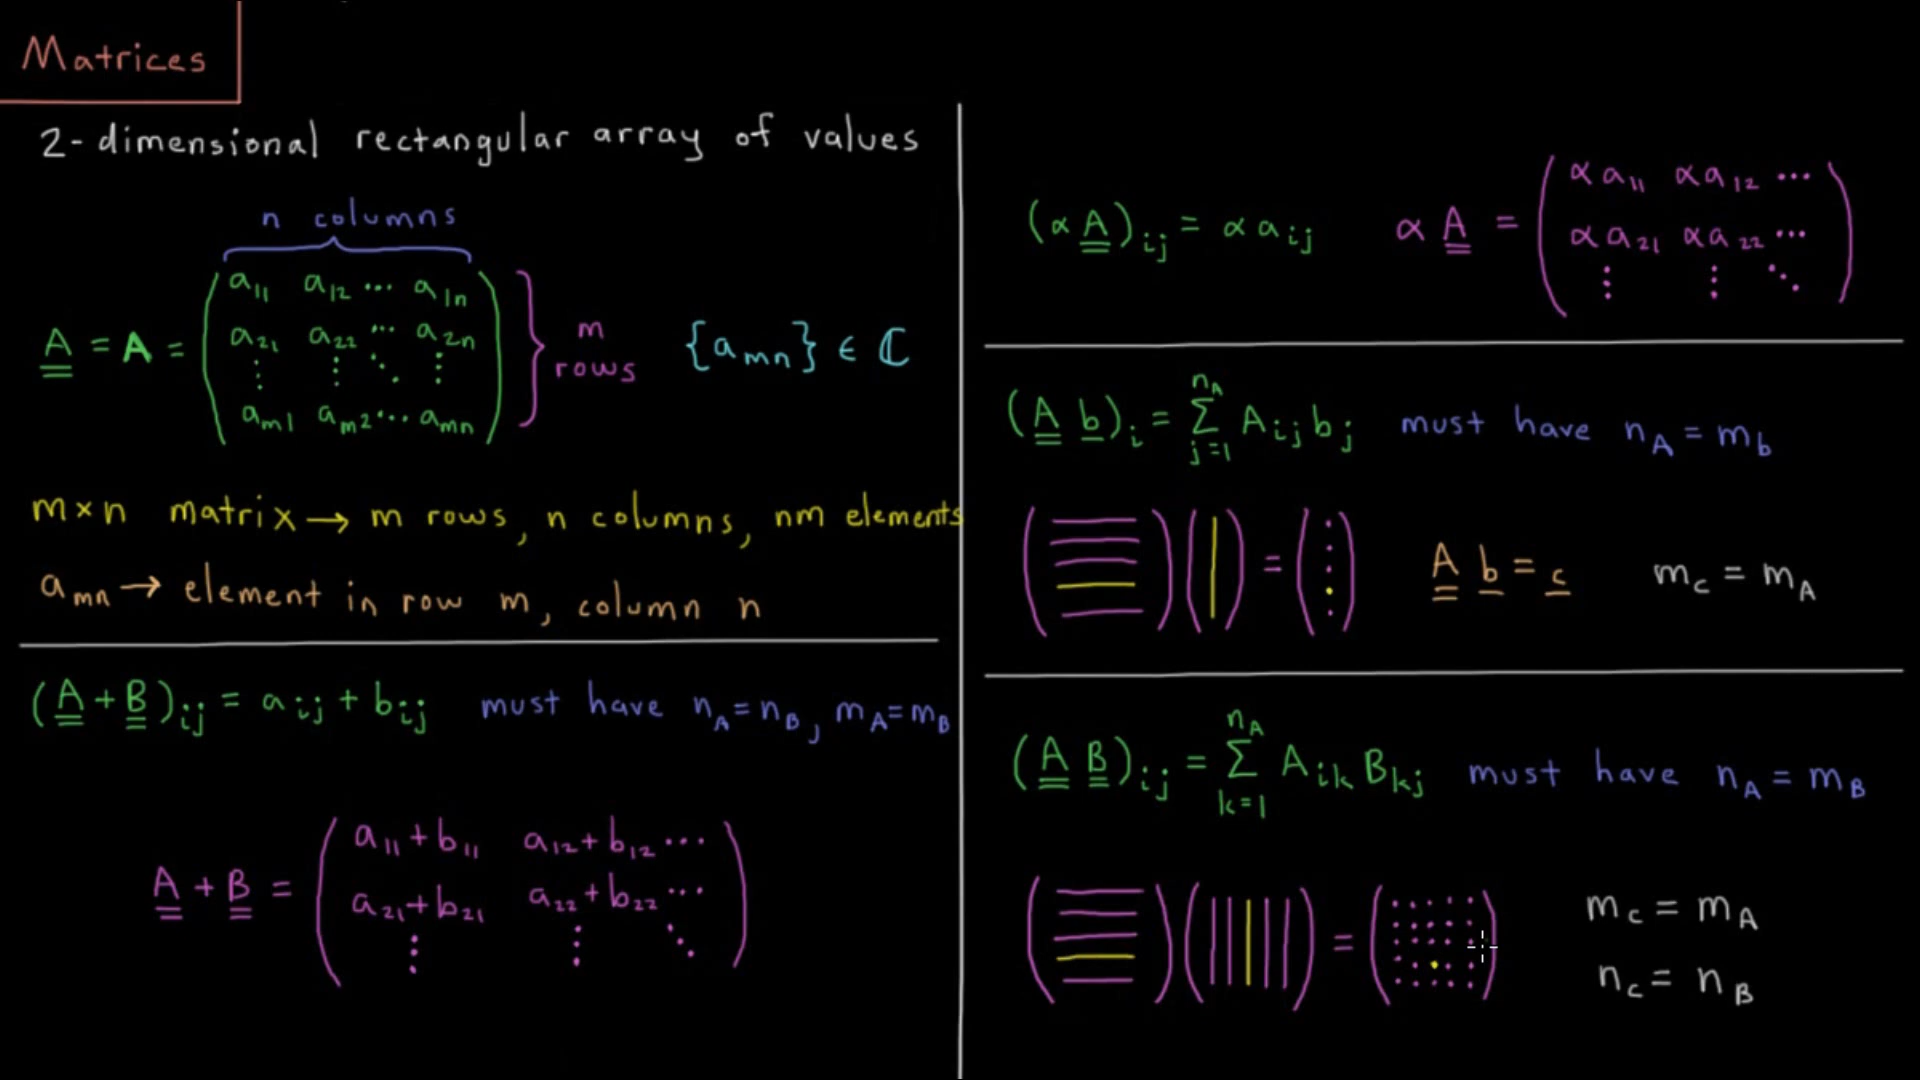 Matrices
2-dimensional rectangular array of values
n columns
A = A = ( a11 a12 ⋯ a1n
a21 a22 ⋯ a2n
⋮ ⋮ ⋱ ⋮
am1 am2 ⋯ amn )
m
rows
{amn} ∈ ℂ
m×n matrix → m rows, n columns, nm elements
amn → element in row m, column n
(A + B)ij = aij + bij must have nA = nB, mA = mB
A + B = ( a11 + b11 a12 + b12 ⋯
a21 + b21 a22 + b22 ⋯
⋮ ⋮ ⋱ )
(αA)ij = αaij
αA = ( αa11 αa12 ⋯
αa21 αa22 ⋯
⋮ ⋮ ⋱ )
(A b)i = nA ∑ j=1 Aij bj must have nA = mb
( ) ( ) = ( ) A b = c mc = mA
(A B)ij = nA ∑ k=1 Aik Bkj must have nA = mB
( ) ( ) = ( ) mc = mA
nc = nB